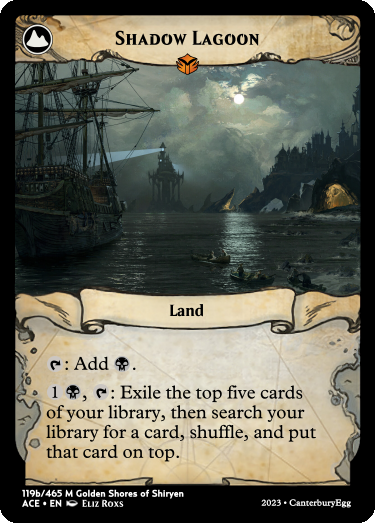 Shadow Lagoon
Land
: Add .
1 , : Exile the top five cards
of your library, then search your
library for a card, shuffle, and put
that card on top.
119b/465 M Golden Shores of Shiryen
ACE • EN Eliz Roxs
2023 • CanterburyEgg